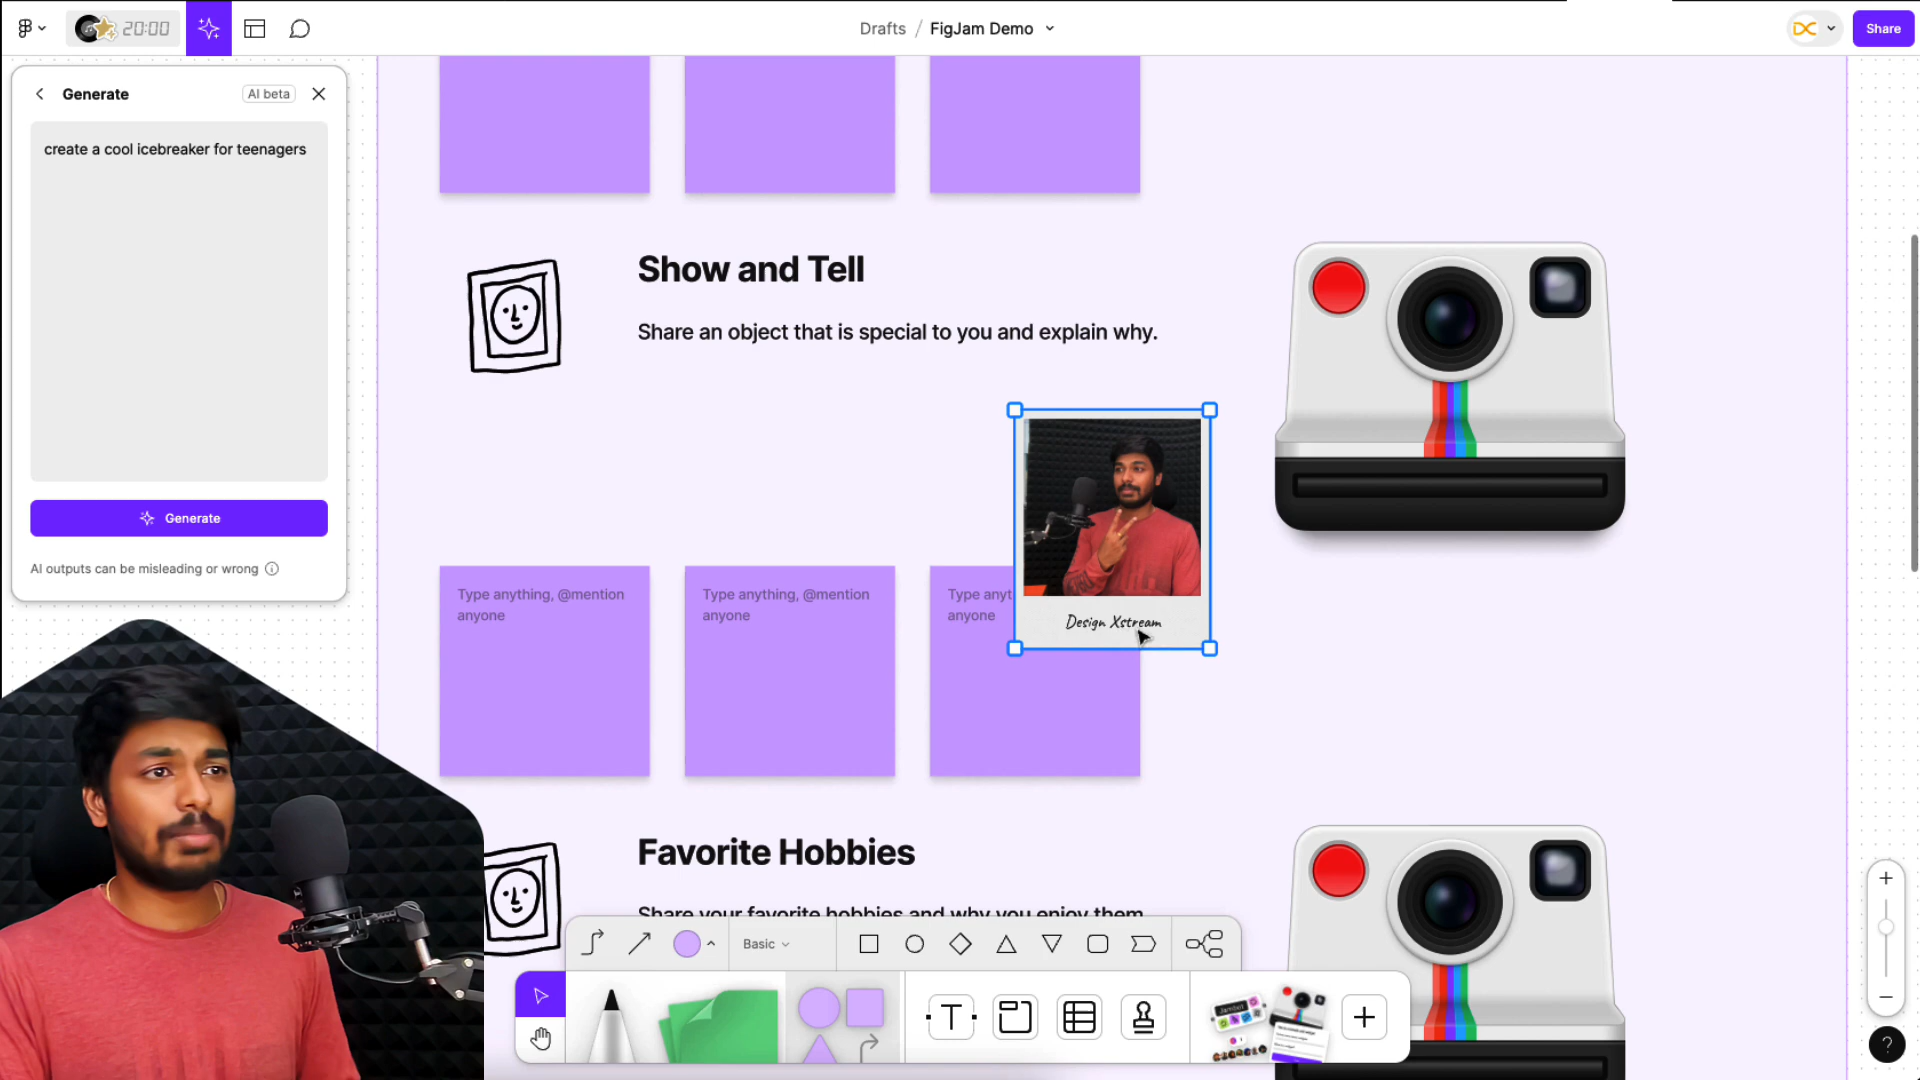 20:00
Drafts / FigJam Demo
Share
Generate
AI beta
create a cool icebreaker for teenagers
Generate
AI outputs can be misleading or wrong
Show and Tell
Share an object that is special to you and explain why.
Design Xstream
Type anything, @mention
anyone
Type anything, @mention
anyone
Type anyt
anyone
Favorite Hobbies
Share your favorite hobbies and why you enjoy them
Basic
T
?